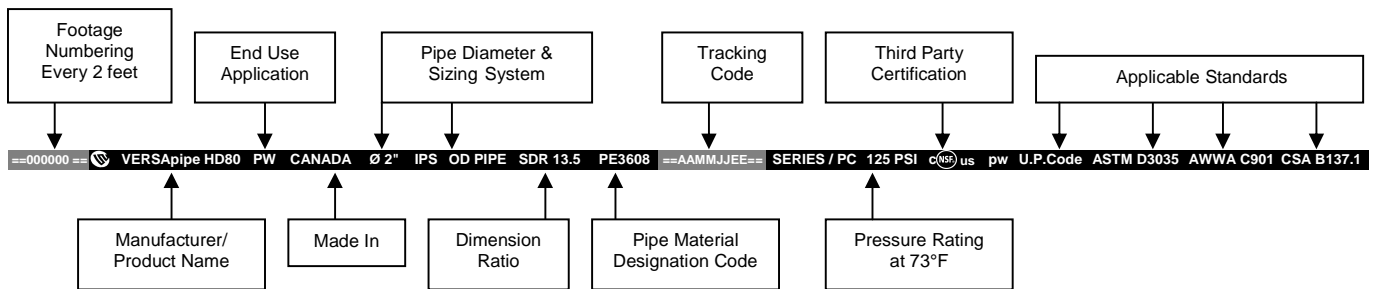 Footage
Numbering
Every 2 feet
End Use
Application
Pipe Diameter &
Sizing System
Tracking
Code
Third Party
Certification
Applicable Standards
==000000 == VERSApipe HD80 PW CANADA Ø 2" IPS OD PIPE SDR 13.5 PE3608 ==AAMMJJEE== SERIES / PC 125 PSI c NSF us pw U.P.Code ASTM D3035 AWWA C901 CSA B137.1
Manufacturer/
Product Name
Made In
Dimension
Ratio
Pipe Material
Designation Code
Pressure Rating
at 73°F